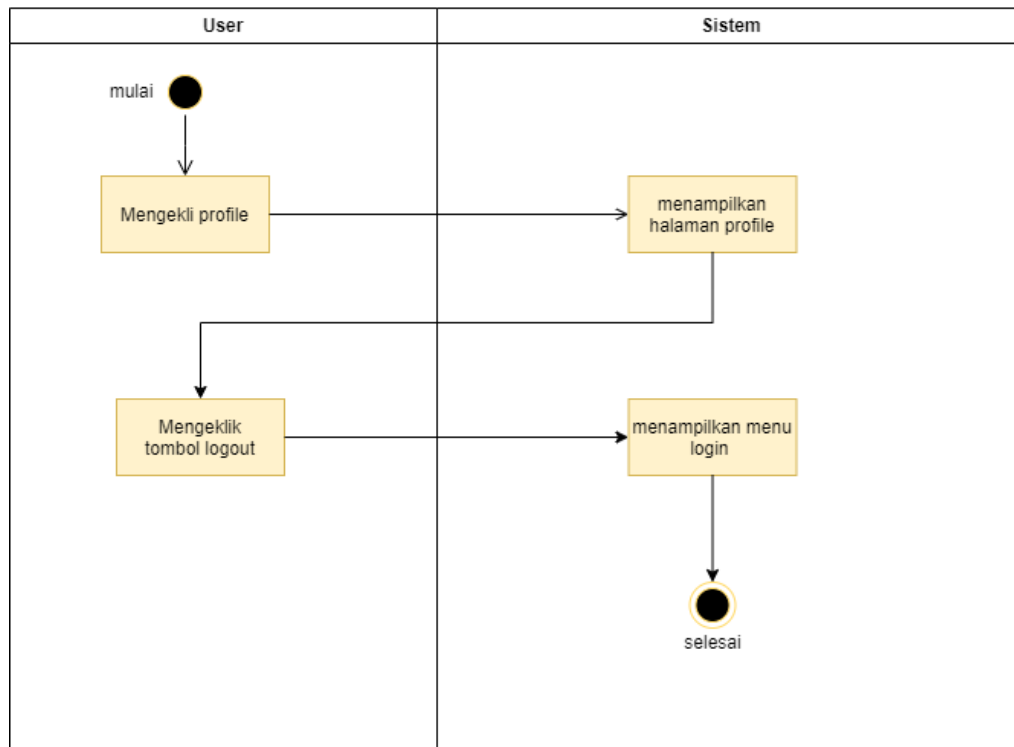 User
Sistem
mulai
Mengekli profile
menampilkan
halaman profile
Mengeklik
tombol logout
menampilkan menu
login
selesai